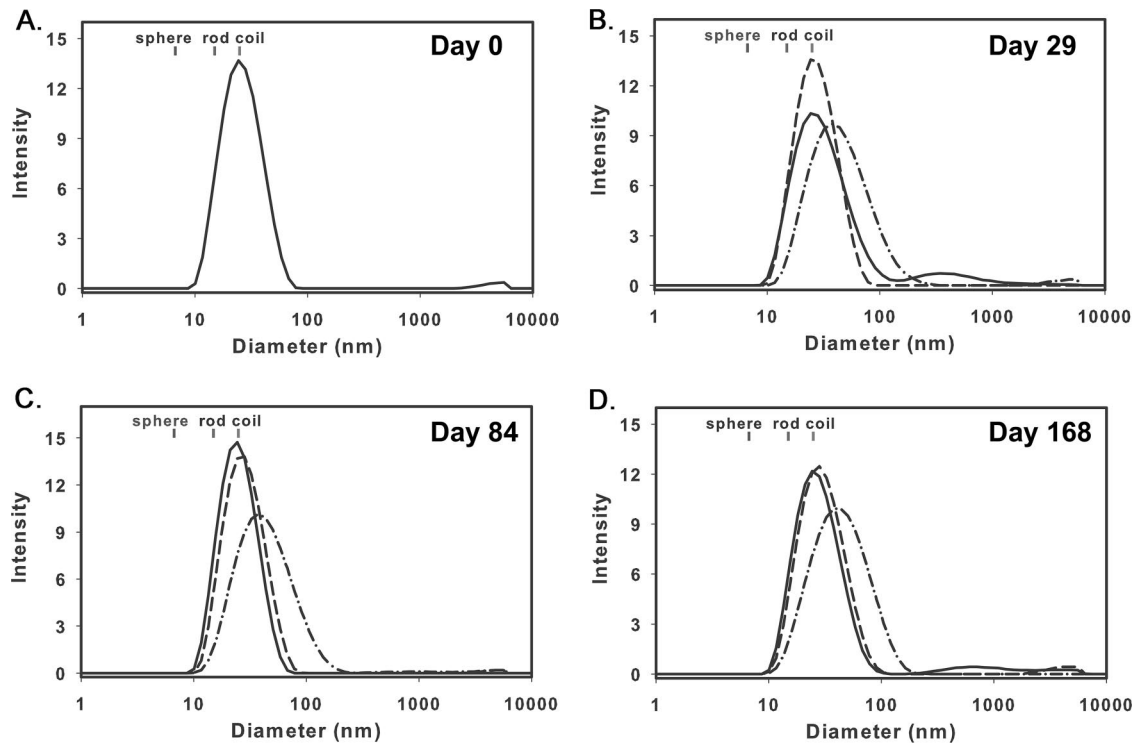 A.
sphere rod coil
Day 0
15
12
9
6
3
0
Intensity
1 10 100 1000 10000
Diameter (nm)
B.
sphere rod coil
Day 29
15
12
9
6
3
0
Intensity
1 10 100 1000 10000
Diameter (nm)
C.
sphere rod coil
Day 84
15
12
9
6
3
0
Intensity
1 10 100 1000 10000
Diameter (nm)
D.
sphere rod coil
Day 168
15
12
9
6
3
0
Intensity
1 10 100 1000 10000
Diameter (nm)